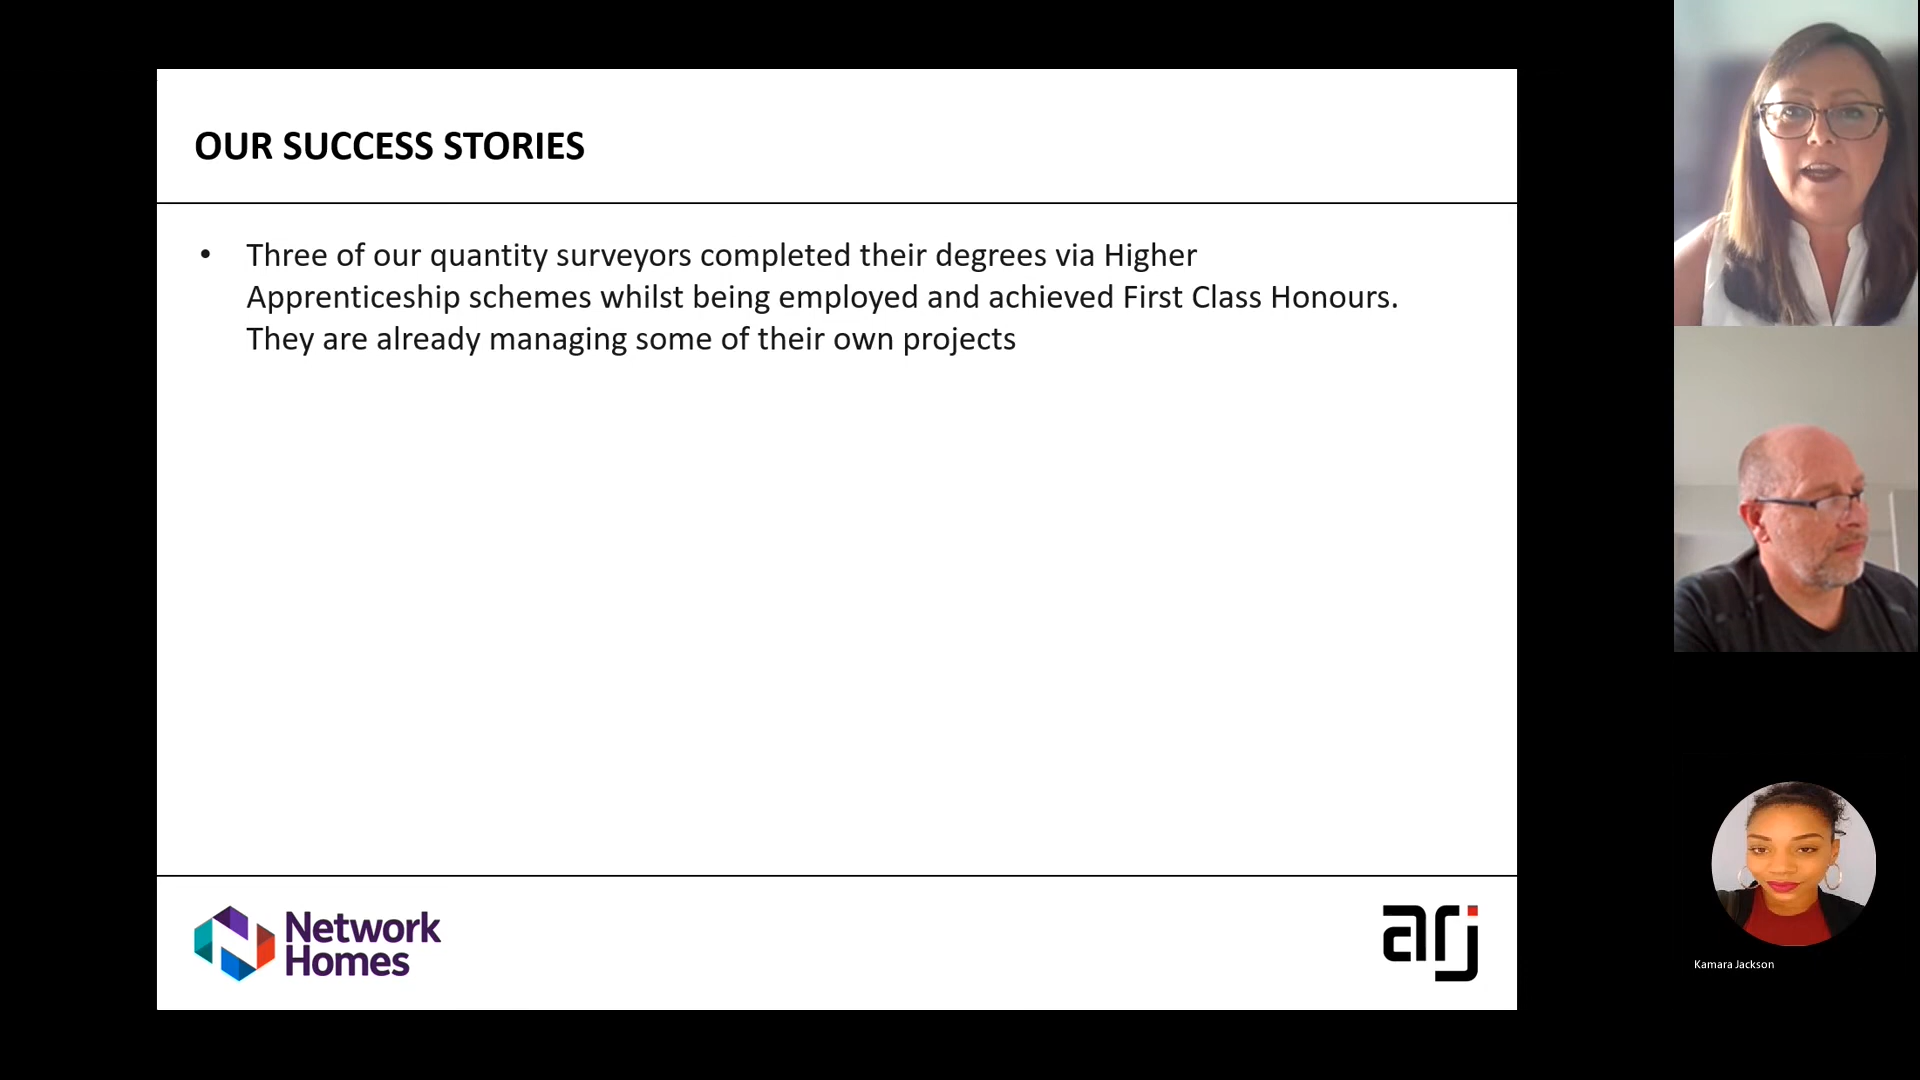 OUR SUCCESS STORIES
• Three of our quantity surveyors completed their degrees via Higher
Apprenticeship schemes whilst being employed and achieved First Class Honours.
They are already managing some of their own projects
Network
Homes
arj
Kamara Jackson